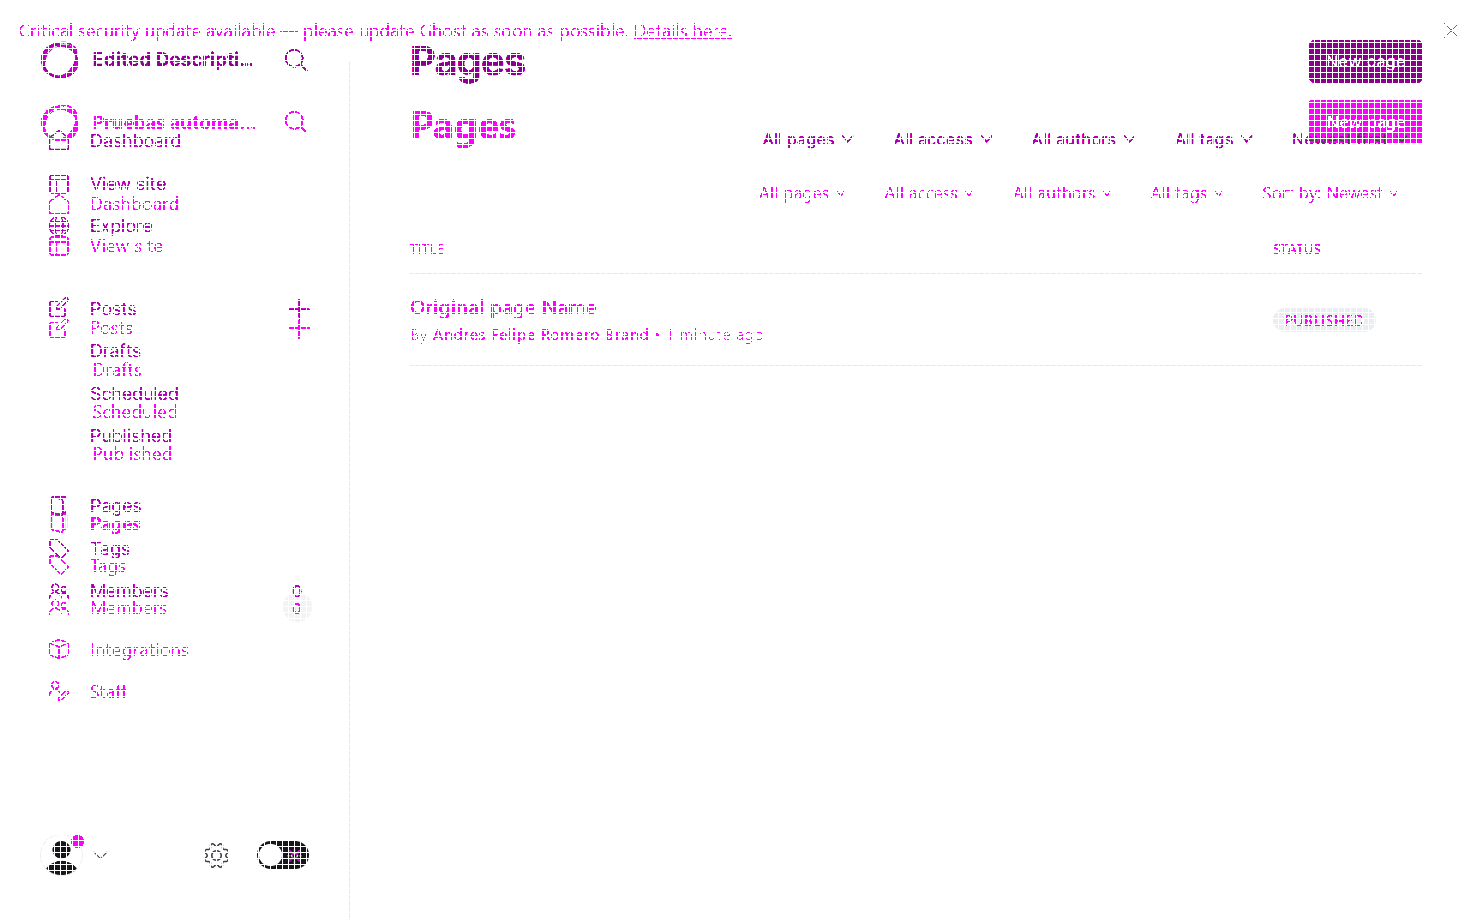 Critical security update available — please update Ghost as soon as possible. Details here.
Edited Descripti...
Pages
New page
Pruebas automa...
Pages
New page
Dashboard
All pages
All access
All authors
All tags
View site
Dashboard
All pages
All access
All authors
All tags
Sort by: Newest
Explore
View site
TITLE
STATUS
Posts
Original page Name
Posts
By Andres Felipe Romero Brand • 1 minute ago
PUBLISHED
Drafts
Drafts
Scheduled
Scheduled
Published
Published
Pages
Pages
Tags
Tags
Members
0
Members
0
Integrations
Staff